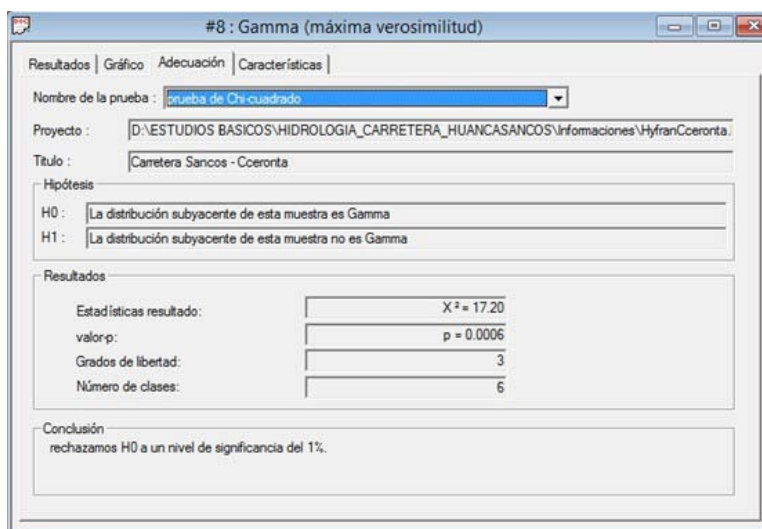 #8 : Gamma (máxima verosimilitud)
Resultados Gráfico Adecuación Características
Nombre de la prueba : prueba de Chi-cuadrado
Proyecto : D:\ESTUDIOS BASICOS\HIDROLOGIA_CARRETERA_HUANCASANCOS\Informaciones\HyfranCceronta.
Titulo : Carretera Sancos - Cceronta
Hipótesis
H0 : La distribución subyacente de esta muestra es Gamma
H1 : La distribución subyacente de esta muestra no es Gamma
Resultados
Estadísticas resultado: X² = 17.20
valor-p: p = 0.0006
Grados de libertad: 3
Número de clases: 6
Conclusión
rechazamos H0 a un nivel de significancia del 1%.